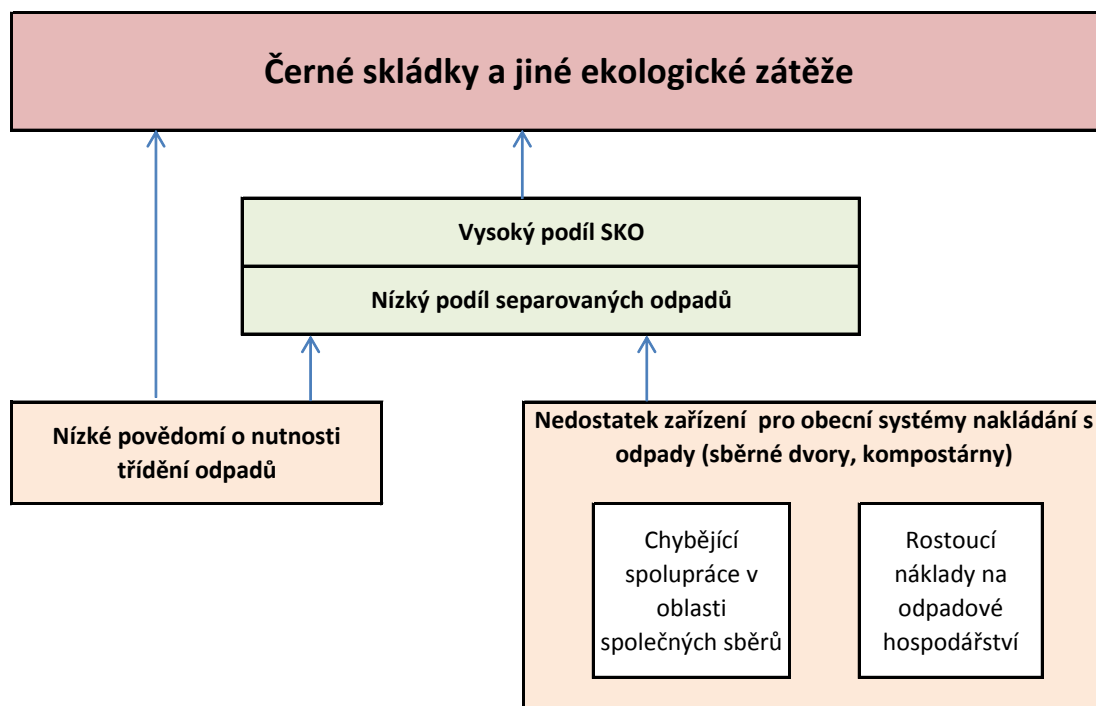 Černé skládky a jiné ekologické zátěže
Vysoký podíl SKO
Nízký podíl separovaných odpadů
Nízké povědomí o nutnosti
třídění odpadů
Nedostatek zařízení  pro obecní systémy nakládání s
odpady (sběrné dvory, kompostárny)
Chybějící
spolupráce v
oblasti
společných sběrů
Rostoucí
náklady na
odpadové
hospodářství